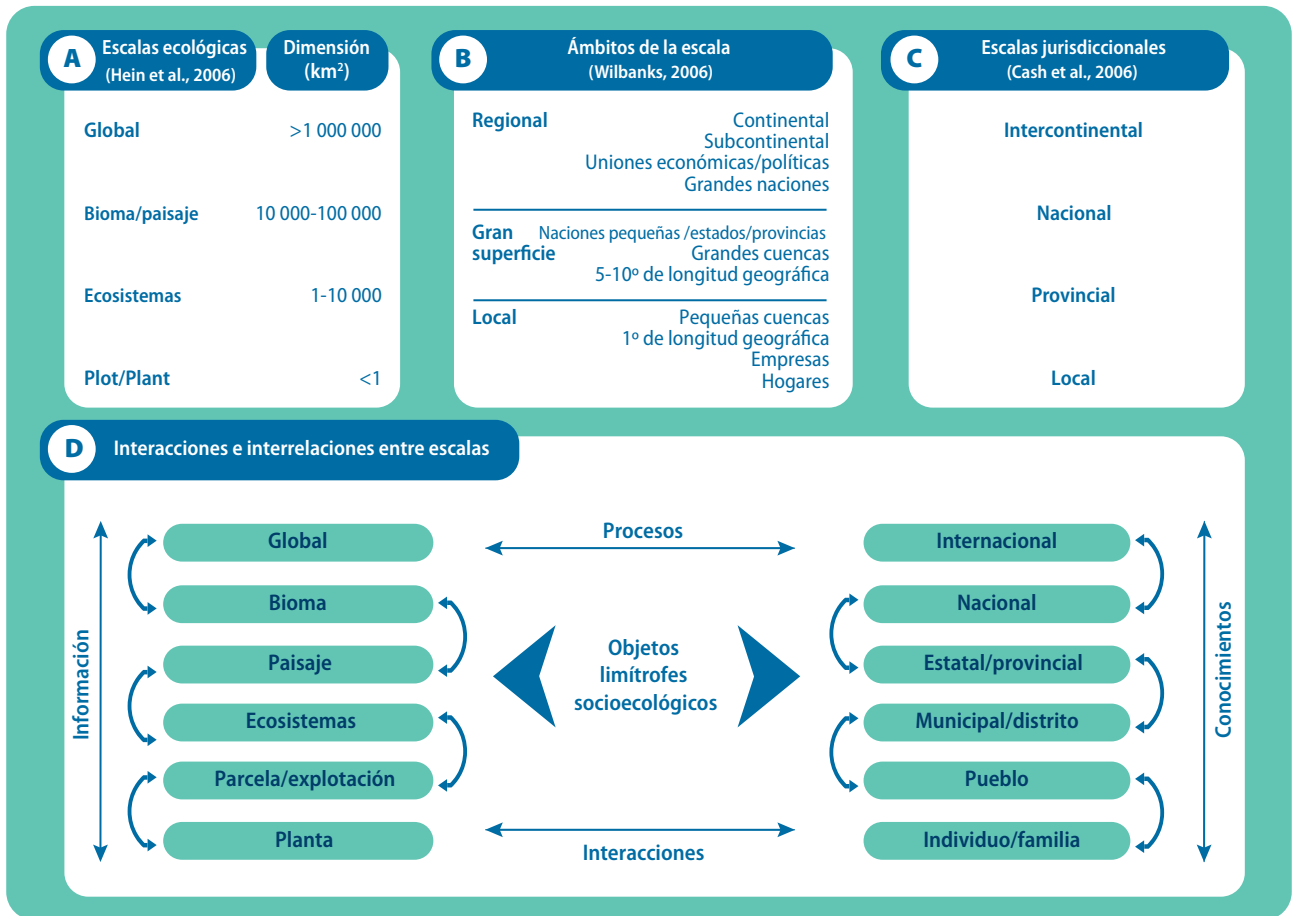 A
Escalas ecológicas
(Hein et al., 2006)
Dimensión
(km²)
Global >1 000 000
Bioma/paisaje 10 000-100 000
Ecosistemas 1-10 000
Plot/Plant <1
B
Ámbitos de la escala
(Wilbanks, 2006)
Regional Continental
Subcontinental
Uniones económicas/políticas
Grandes naciones
Gran Naciones pequeñas /estados/provincias
superficie Grandes cuencas
5-10º de longitud geográfica
Local Pequeñas cuencas
1º de longitud geográfica
Empresas
Hogares
C
Escalas jurisdiccionales
(Cash et al., 2006)
Intercontinental
Nacional
Provincial
Local
D Interacciones e interrelaciones entre escalas
Información
Global
Bioma
Paisaje
Ecosistemas
Parcela/explotación
Planta
Procesos
Objetos
limítrofes
socioecológicos
Interacciones
Internacional
Nacional
Estatal/provincial
Municipal/distrito
Pueblo
Individuo/familia
Conocimientos